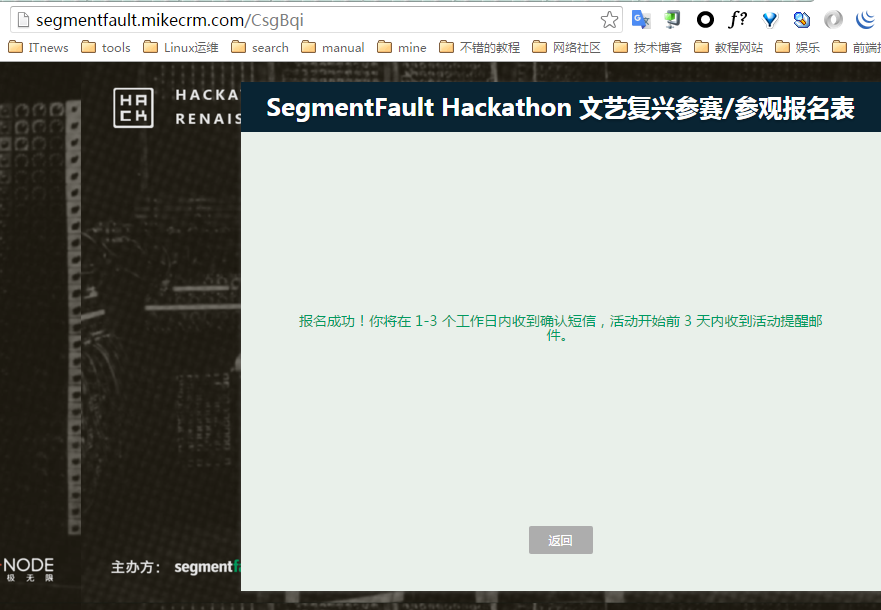 segmentfault.mikecrm.com/CsgBqi
ITnews tools Linux运维 search manual mine 不错的教程 网络社区 技术博客 教程网站 娱乐 前端
HACKA
RENAIS
HACK
SegmentFault Hackathon 文艺复兴参赛/参观报名表
报名成功！你将在 1-3 个工作日内收到确认短信，活动开始前 3 天内收到活动提醒邮
件。
返回
NODE
极 无 限
主办方： segmentfa